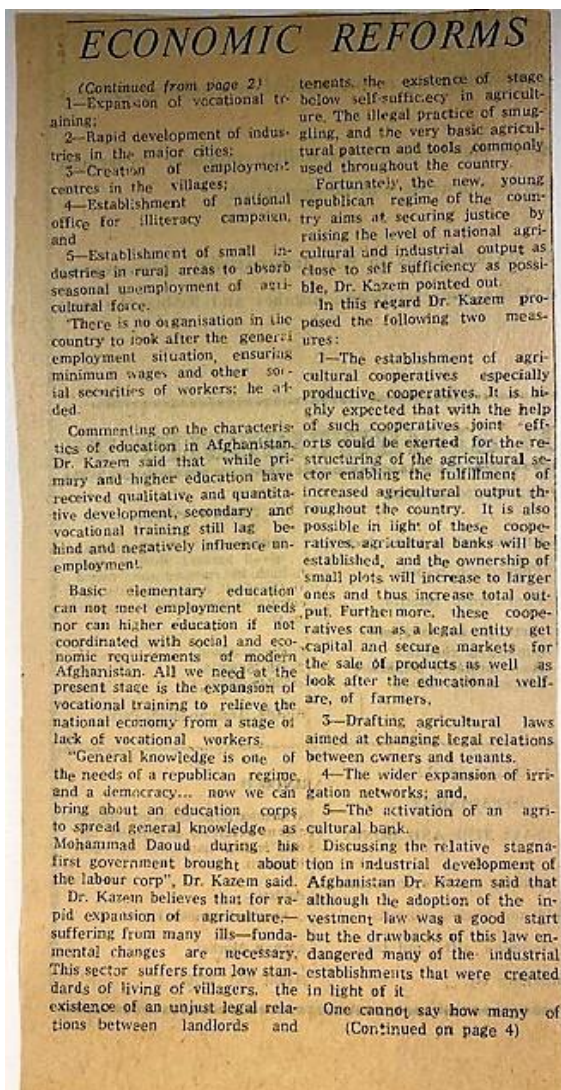 ECONOMIC REFORMS
(Continued from page 2)
1—Expansion of vocational tr-
aining;
2—Rapid development of indus-
tries in the major cities;
3—Creation of employment
centres in the villages;
4—Establishment of national
office for illiteracy campaign,
and
5—Establishment of small in-
dustries in rural areas to absorb
seasonal unemployment of agri-
cultural force.
'There is no organisation in the
country to look after the general
employment situation, ensuring
minimum wages and other soc-
ial securities of workers; he ad-
ded.
Commenting on the characteris-
tics of education in Afghanistan,
Dr. Kazem said that while pri-
mary and higher education have
received qualitative and quantita-
tive development, secondary and
vocational training still lag be-
hind and negatively influence un-
employment.
Basic elementary education
can not meet employment needs
nor can higher education if not
coordinated with social and eco-
nomic requirements of modern
Afghanistan. All we need at the
present stage is the expansion of
vocational training to relieve the
national economy from a stage of
lack of vocational workers.
"General knowledge is one of
the needs of a republican regime,
and a democracy... now we can
bring about an education corps
to spread general knowledge as
Mohammad Daoud during his
first government brought about
the labour corp", Dr. Kazem said.
Dr. Kazem believes that for ra-
pid expansion of agriculture,—
suffering from many ills—funda-
mental changes are necessary.
This sector suffers from low stan-
dards of living of villagers, the
existence of an unjust legal rela-
tions between landlords and
tenents, the existence of stage
below self-sufficecy in agricult-
ure, The illegal practice of smug-
gling, and the very basic agricul-
tural pattern and tools commonly
used throughout the country.
Fortunately, the new, young
republican regime of the coun-
try aims at securing justice by
raising the level of national agri-
cultural and industrial output as
close to self sufficiency as possi-
ble, Dr. Kazem pointed out.
In this regard Dr. Kazem pro-
posed the following two meas-
ures:
1—The establishment of agri-
cultural cooperatives especially
productive cooperatives. It is hi-
ghly expected that with the help
of such cooperatives joint eff-
orts could be exerted for the re-
structuring of the agricultural se-
ctor enabling the fulfillment of
increased agricultural output th-
roughout the country. It is also
possible in light of these coope-
ratives, agricultural banks will be
established, and the ownership of
small plots will increase to larger
ones and thus increase total out-
put. Furthermore, these coope-
ratives can as a legal entity get
capital and secure markets for
the sale of products as well as
look after the educational welf-
are, of farmers,
3—Drafting agricultural laws
aimed at changing legal relations
between owners and tenants.
4—The wider expansion of irri-
gation networks; and,
5—The activation of an agri-
cultural bank.
Discussing the relative stagna-
tion in industrial development of
Afghanistan Dr. Kazem said that
although the adoption of the in-
vestment law was a good start
but the drawbacks of this law en-
dangered many of the industrial
establishments that were created
in light of it
One cannot say how many of
(Continued on page 4)